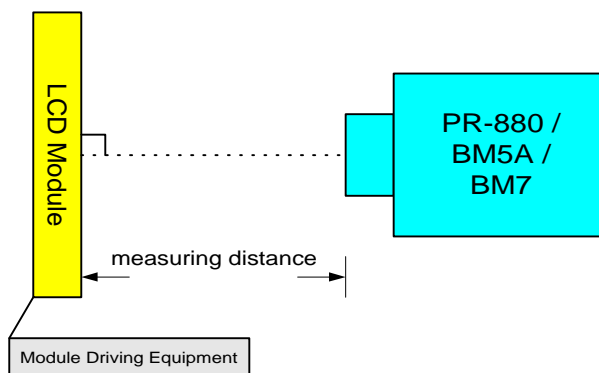 LCD Module
PR-880 /
BM5A /
BM7
measuring distance
Module Driving Equipment